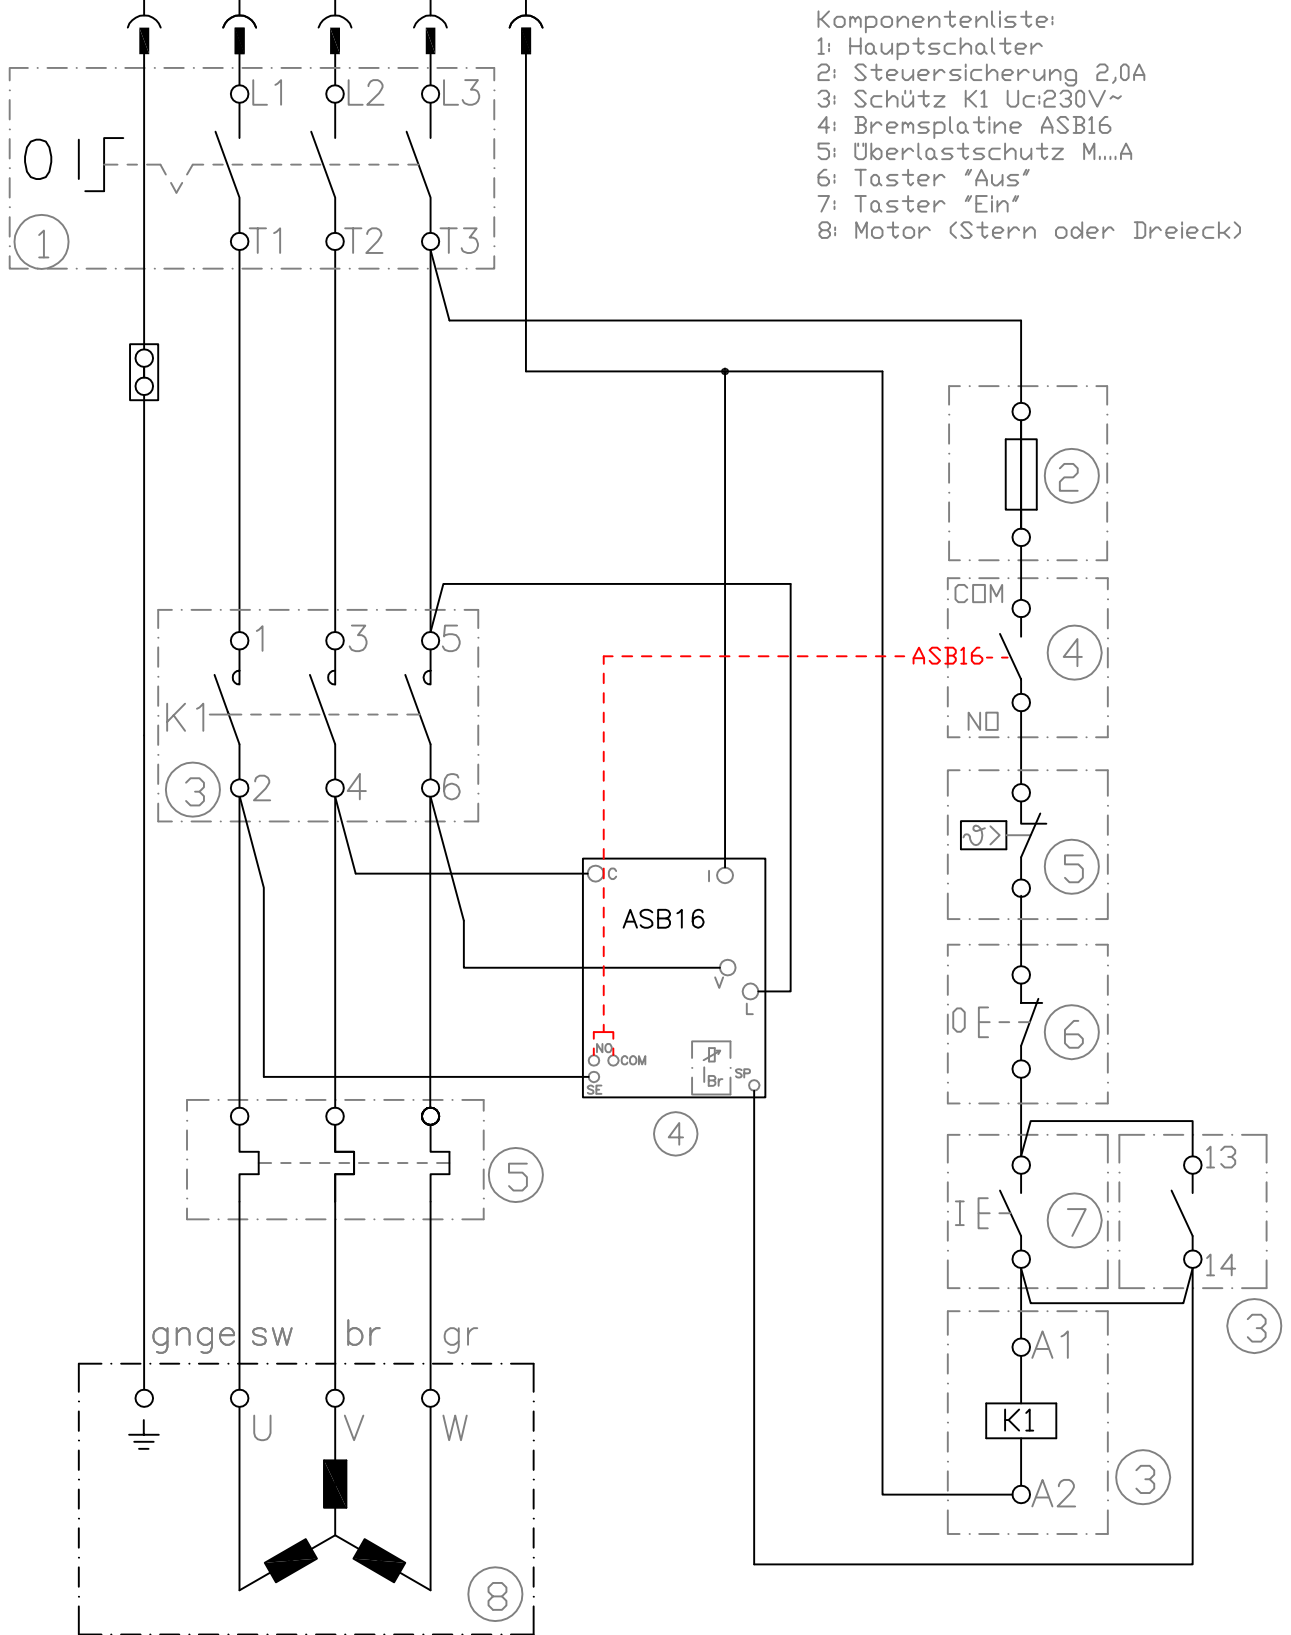 Komponentenliste:
1: Hauptschalter
2: Steuersicherung 2,0A
3: Schütz K1 Uc:230V~
4: Bremsplatine ASB16
5: Überlastschutz M....A
6: Taster "Aus"
7: Taster "Ein"
8: Motor (Stern oder Dreieck)
L1 L2 L3
0 I
T1 T2 T3
1
2
COM
1 3 5
ASB16
4
NO
K1
3
2 4 6
ϑ>
5
C I
ASB16
V
L
0 E
6
NO
COM
SE
IBr
SP
4
5
13
I E
7
14
3
gnge sw br gr
A1
U V W
K1
3
A2
8